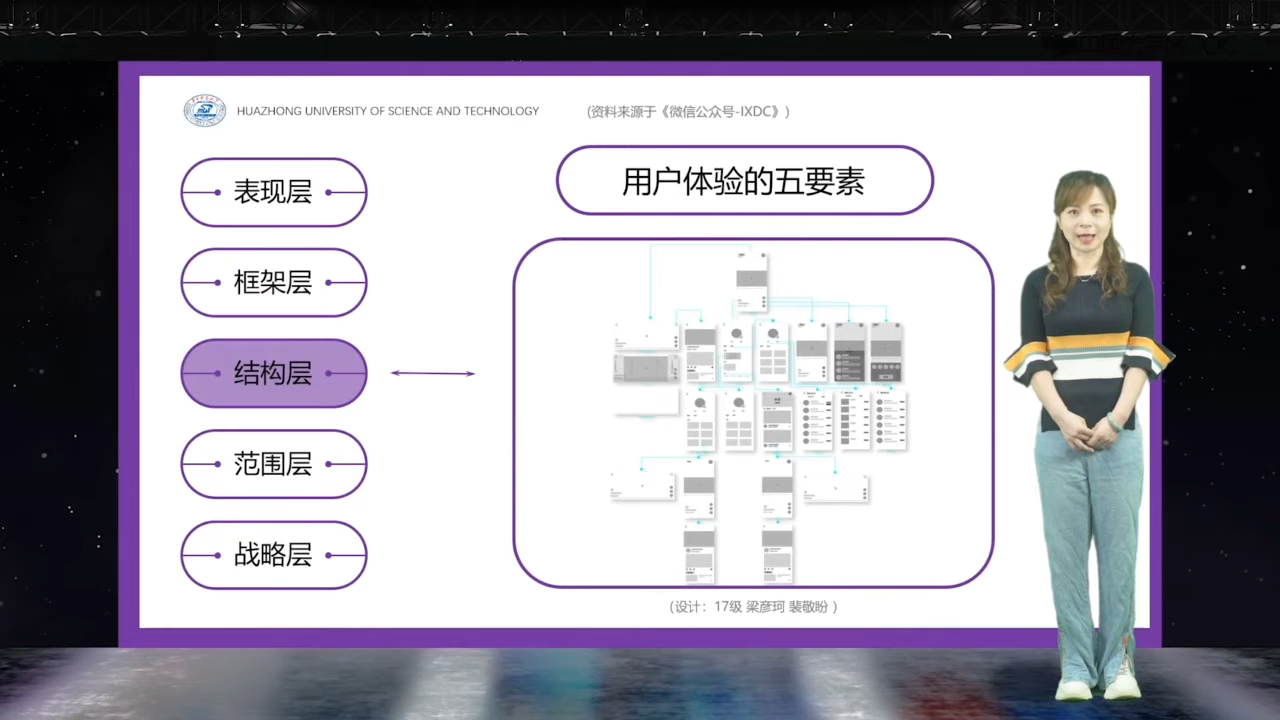 HUAZHONG UNIVERSITY OF SCIENCE AND TECHNOLOGY
(资料来源于《微信公众号-IXDC》)
用户体验的五要素
表现层
框架层
结构层
范围层
战略层
(设计：17级 梁彦珂 裴敬盼 )